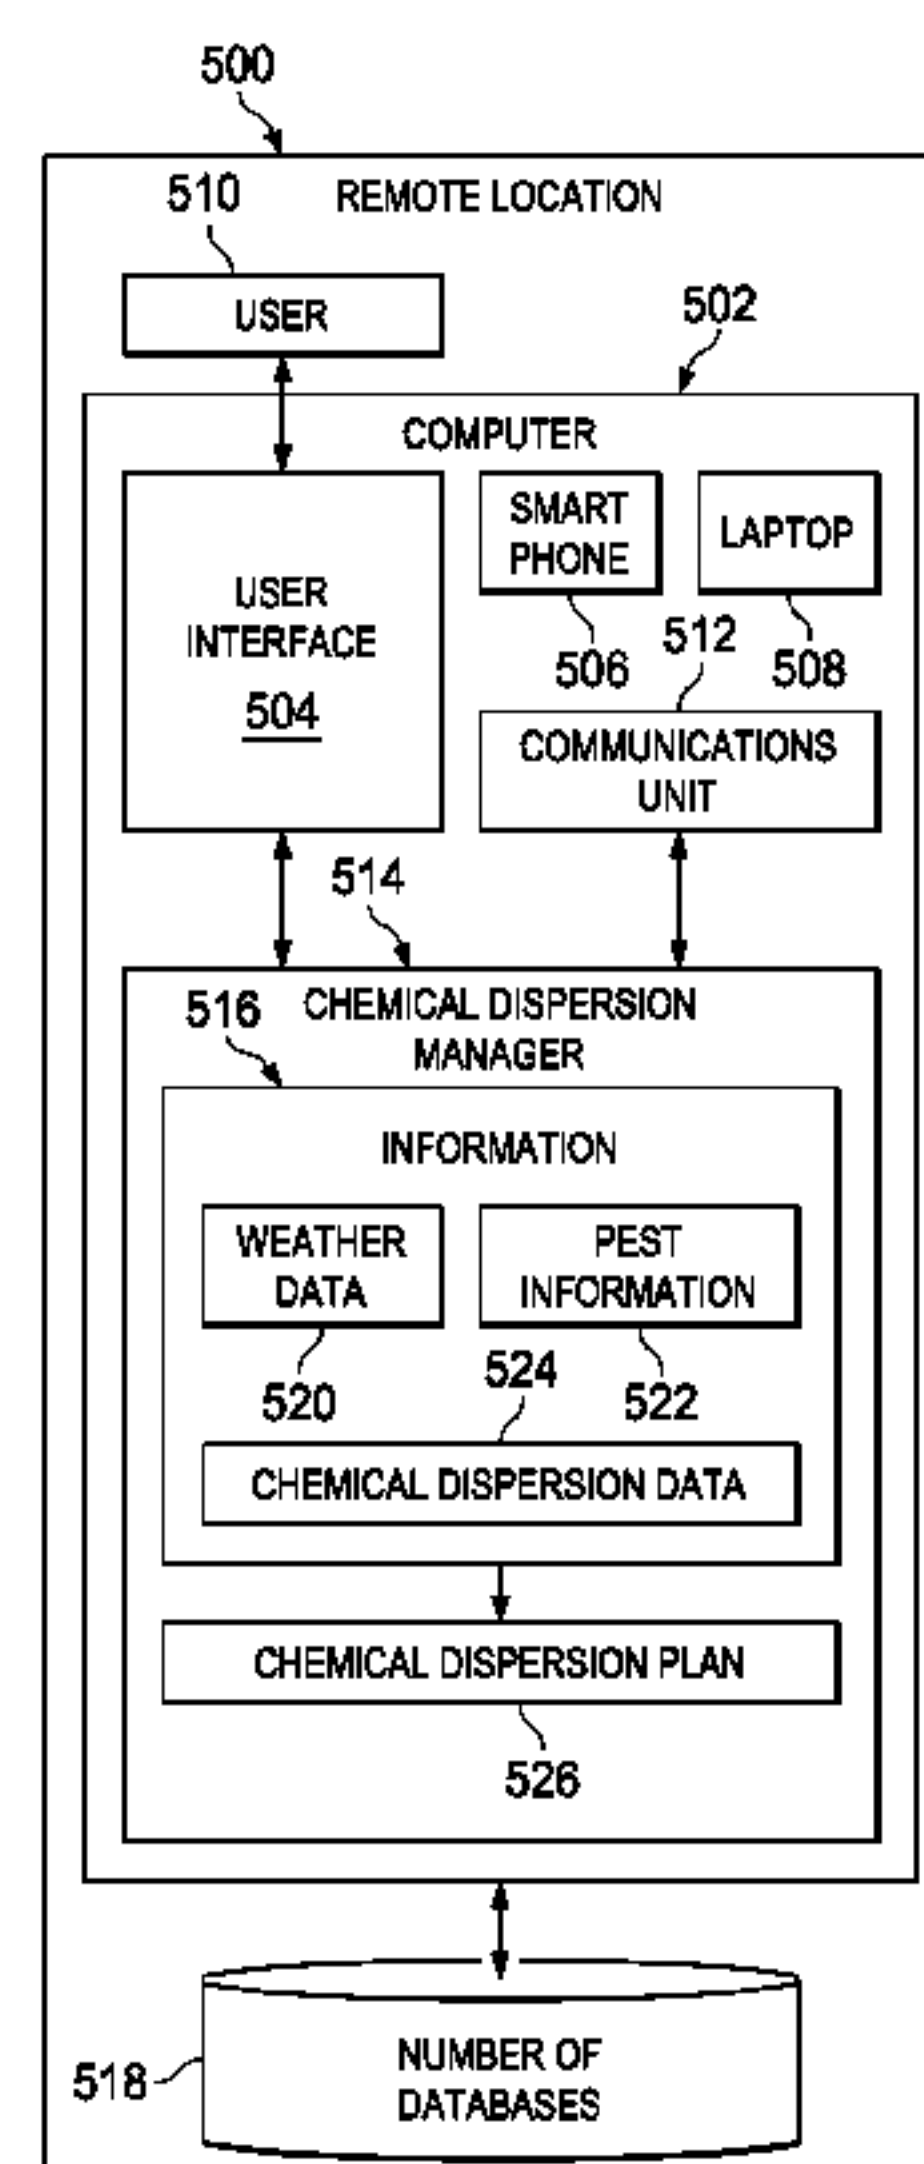 500
REMOTE LOCATION
510
USER
502
COMPUTER
USER
INTERFACE
504
SMART
PHONE
506
LAPTOP
508
512
COMMUNICATIONS
UNIT
514
CHEMICAL DISPERSION
MANAGER
516
INFORMATION
WEATHER
DATA
520
PEST
INFORMATION
522
524
CHEMICAL DISPERSION DATA
CHEMICAL DISPERSION PLAN
526
518
NUMBER OF
DATABASES